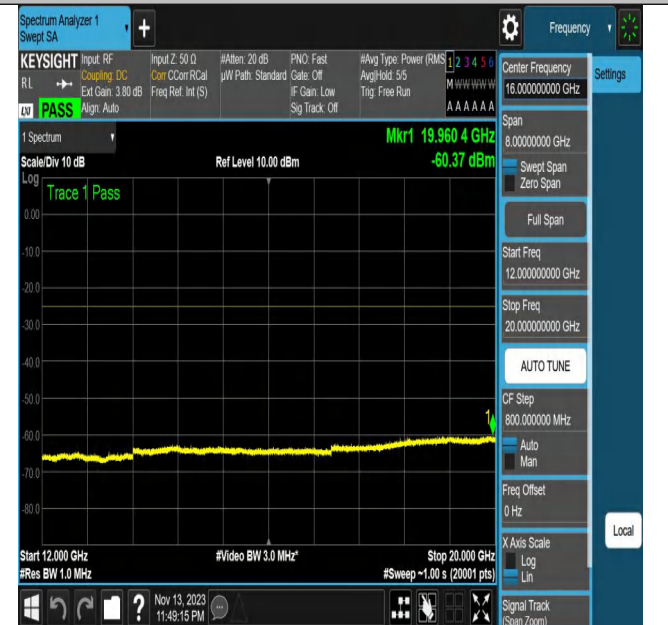 Spectrum Analyzer 1
Swept SA
+
Frequency
KEYSIGHT
RL
LXI
PASS
Input: RF
Coupling: DC
Ext Gain: 3.80 dB
Align: Auto
Input Z: 50 Ω
Corr CCorr RCal
Freq Ref: Int (S)
#Atten: 20 dB
µW Path: Standard
PNO: Fast
Gate: Off
IF Gain: Low
Sig Track: Off
#Avg Type: Power (RMS
Avg|Hold: 5/5
Trig: Free Run
1 2 3 4 5 6
M W W W W W
A A A A A A
1 Spectrum
Scale/Div 10 dB
Log
Ref Level 10.00 dBm
Mkr1 19.960 4 GHz
-60.37 dBm
Trace 1 Pass
0.00
-10.0
-20.0
-30.0
-40.0
-50.0
-60.0
-70.0
-80.0
1
Start 12.000 GHz
#Res BW 1.0 MHz
#Video BW 3.0 MHz*
Stop 20.000 GHz
#Sweep ~1.00 s (20001 pts)
Center Frequency
16.000000000 GHz
Span
8.00000000 GHz
Swept Span
Zero Span
Full Span
Start Freq
12.000000000 GHz
Stop Freq
20.000000000 GHz
AUTO TUNE
CF Step
800.000000 MHz
Auto
Man
Freq Offset
0 Hz
X Axis Scale
Log
Lin
Signal Track
(Span Zoom)
Settings
Local
?
Nov 13, 2023
11:49:15 PM